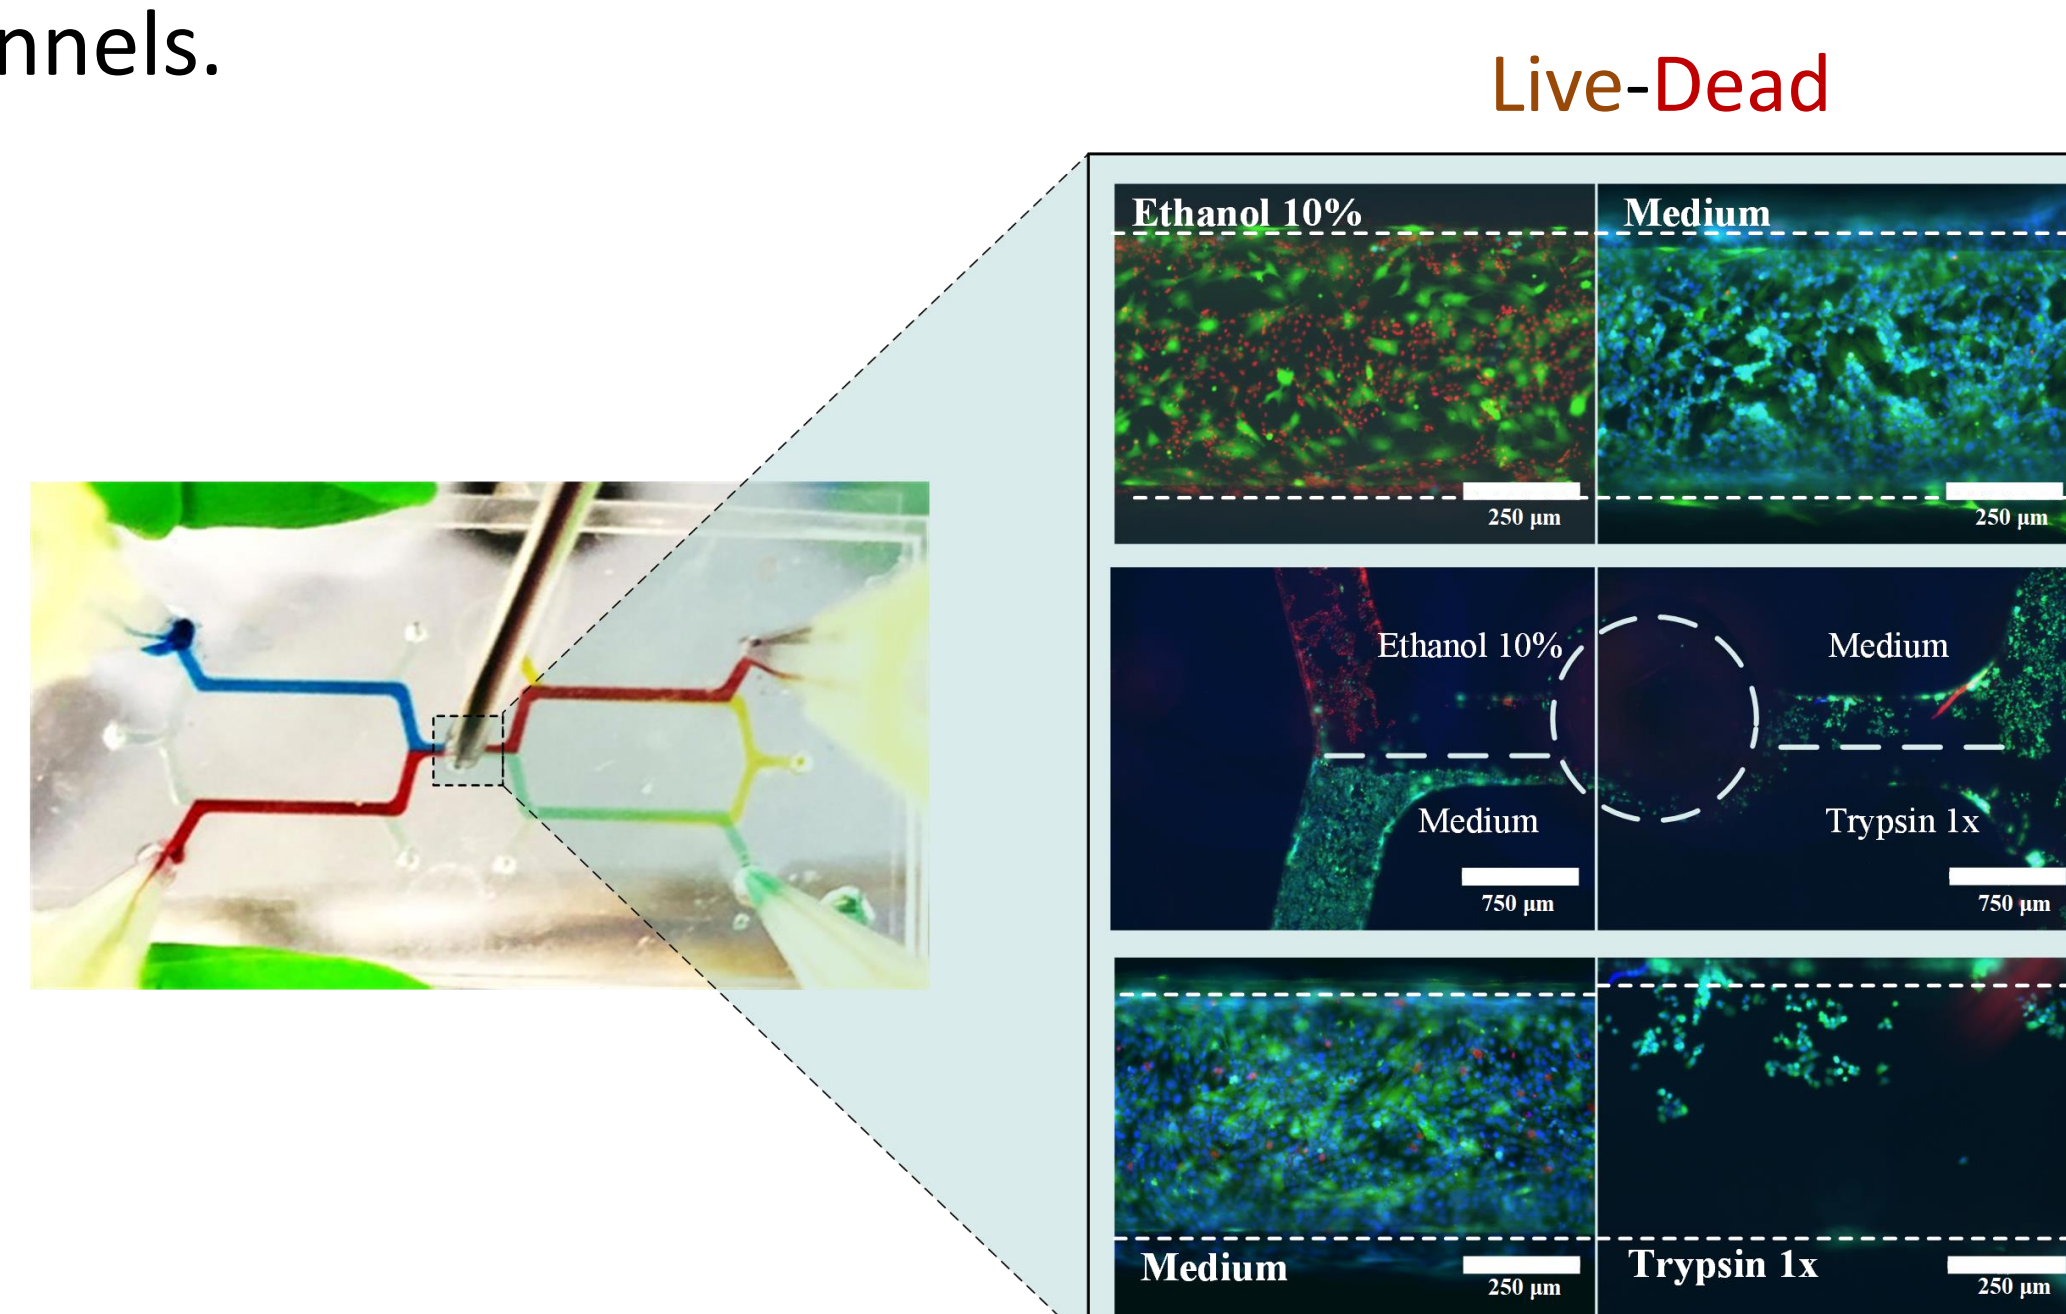 nnels.
Live-Dead
Ethanol 10%
Medium
250 µm
250 µm
Ethanol 10%
Medium
Medium
Trypsin 1x
750 µm
750 µm
Medium
Trypsin 1x
250 µm
250 µm